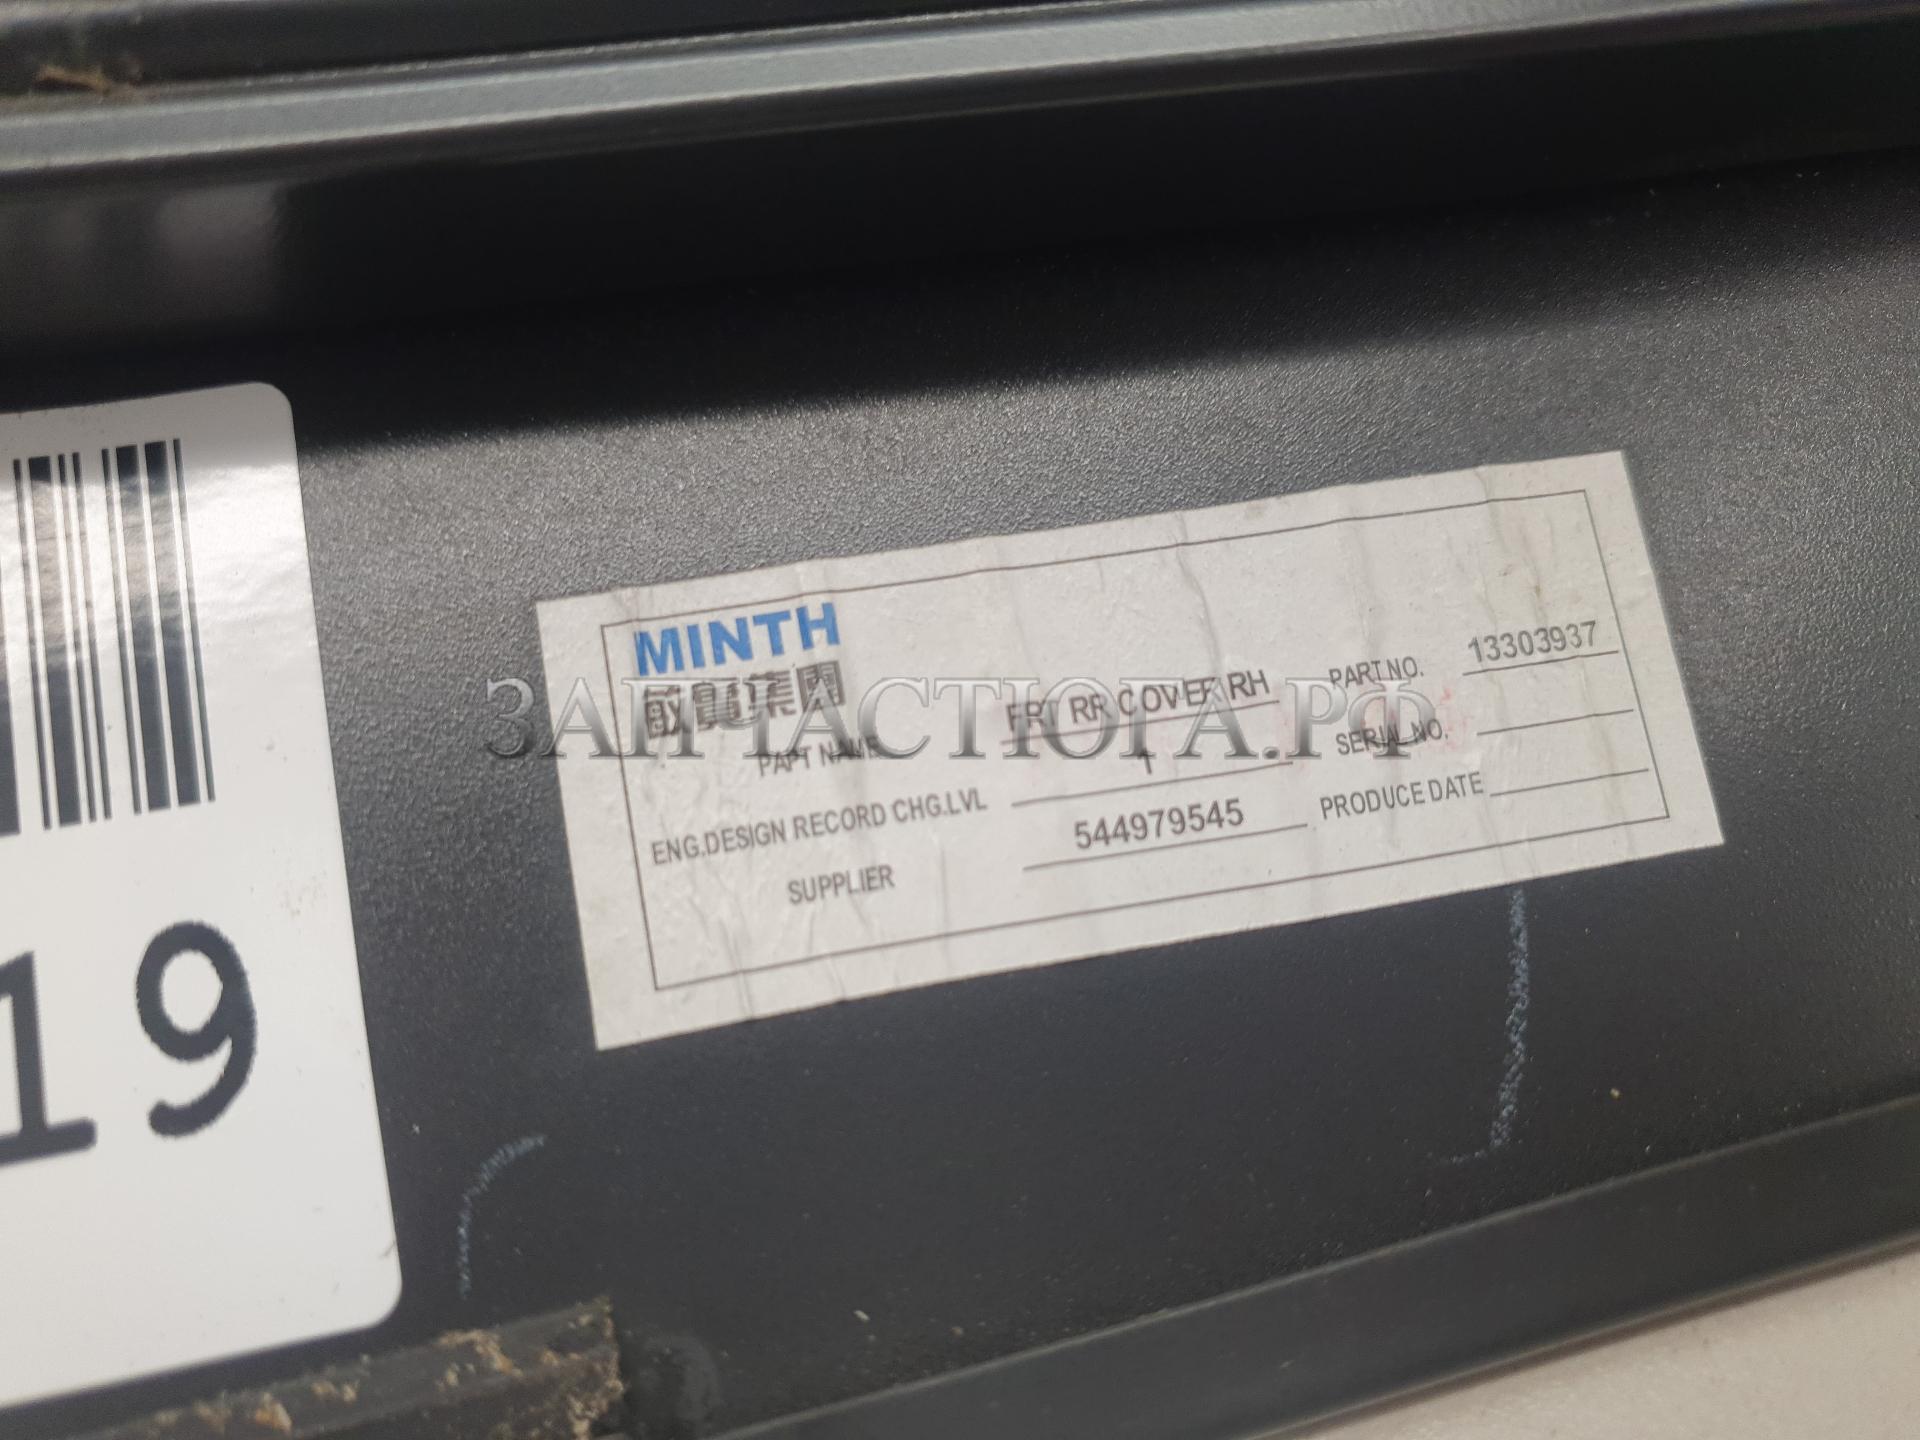 MINTH
敏實集團
PAPT NAME FRT RR COVER RH PART NO. 13303937
ENG.DESIGN RECORD CHG.LVL 1 SERIAL NO.
SUPPLIER 544979545 PRODUCE DATE
ЗАПЧАСТЮГА.РФ
19